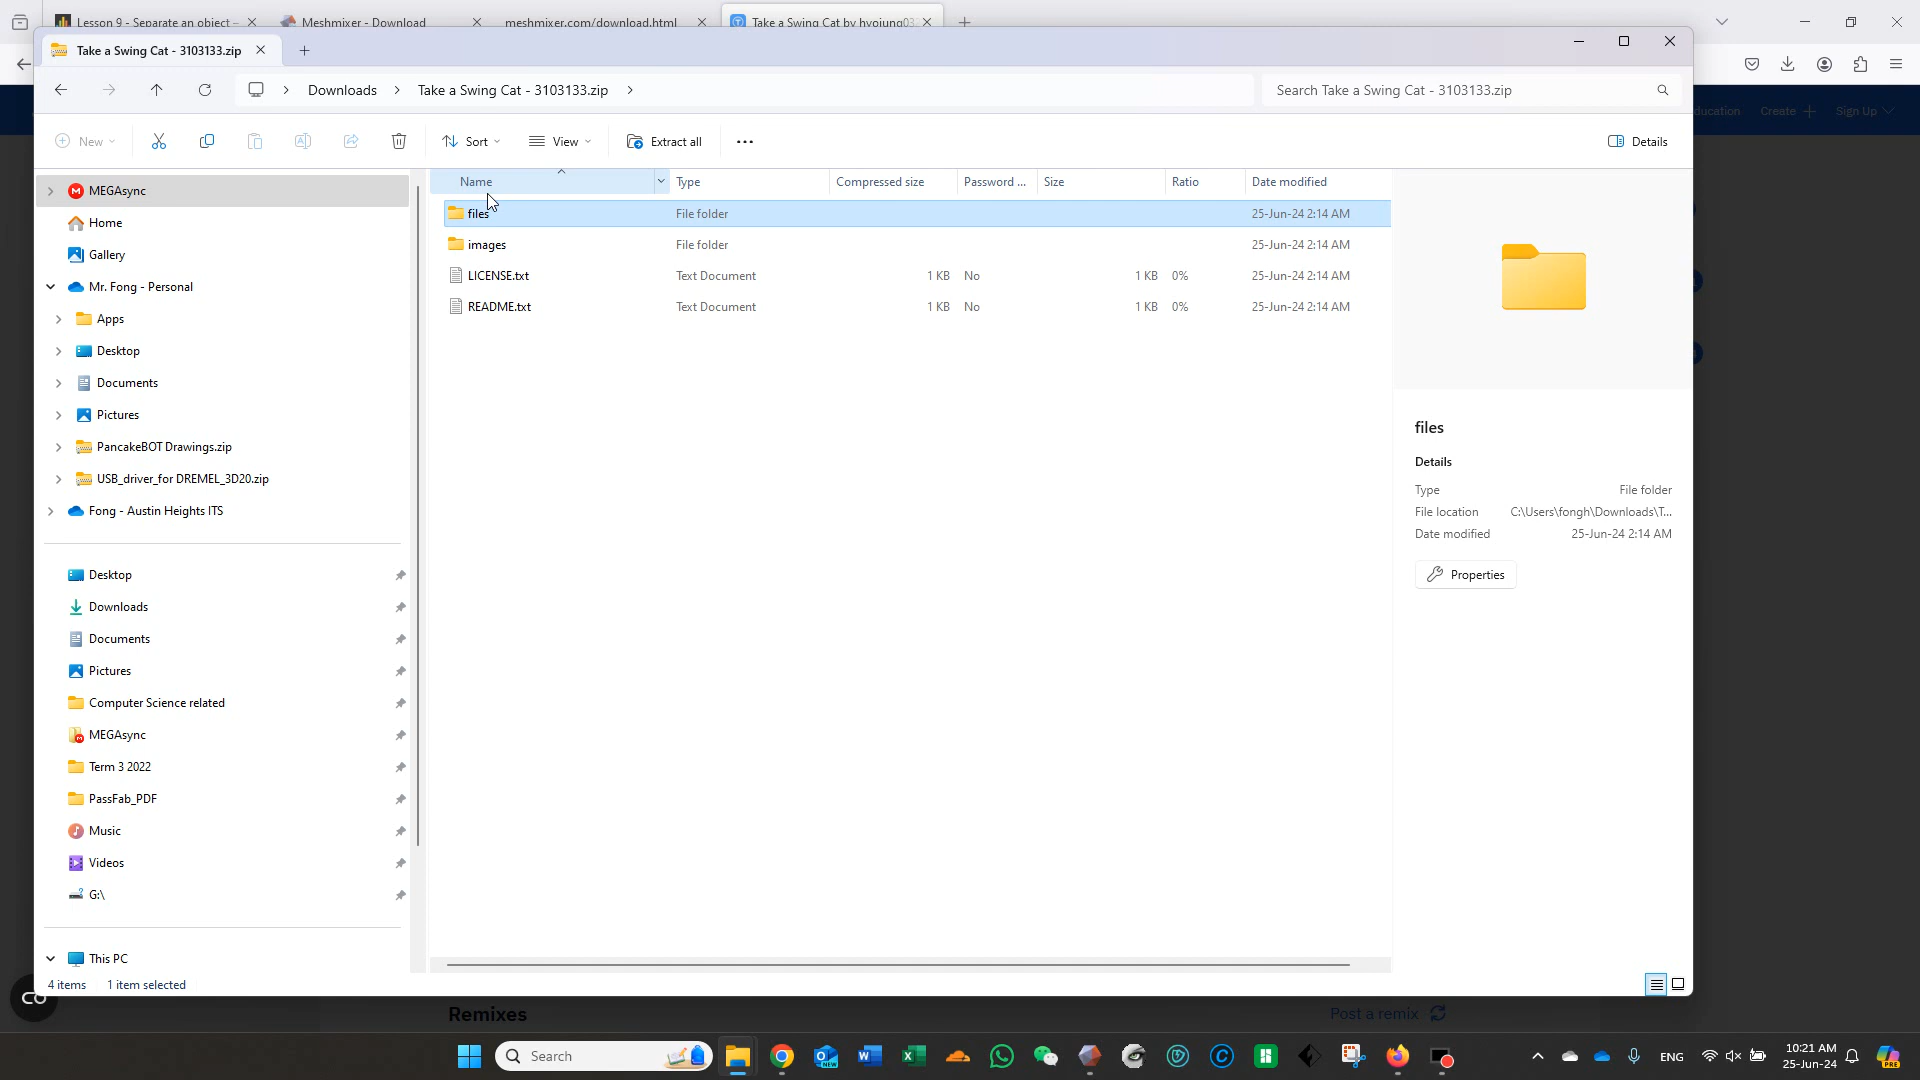 Lesson 9 - Separate an object -
Meshmixer - Download
meshmixer.com/download.html
Take a Swing Cat by hyojung03
Take a Swing Cat - 3103133.zip
Downloads > Take a Swing Cat - 3103133.zip >
Search Take a Swing Cat - 3103133.zip
ducation Create Sign Up
New Sort View Extract all ... Details
Name Type Compressed size Password ... Size Ratio Date modified
files File folder 25-Jun-24 2:14 AM
images File folder 25-Jun-24 2:14 AM
LICENSE.txt Text Document 1 KB No 1 KB 0% 25-Jun-24 2:14 AM
README.txt Text Document 1 KB No 1 KB 0% 25-Jun-24 2:14 AM
MEGAsync
Home
Gallery
Mr. Fong - Personal
Apps
Desktop
Documents
Pictures
PancakeBOT Drawings.zip
USB_driver_for DREMEL_3D20.zip
Fong - Austin Heights ITS
Desktop
Downloads
Documents
Pictures
Computer Science related
MEGAsync
Term 3 2022
PassFab_PDF
Music
Videos
G:\
This PC
files
Details
Type File folder
File location C:\Users\fongh\Downloads\T...
Date modified 25-Jun-24 2:14 AM
Properties
4 items 1 item selected
Remixes
Post a remix
Search
ENG
10:21 AM
25-Jun-24